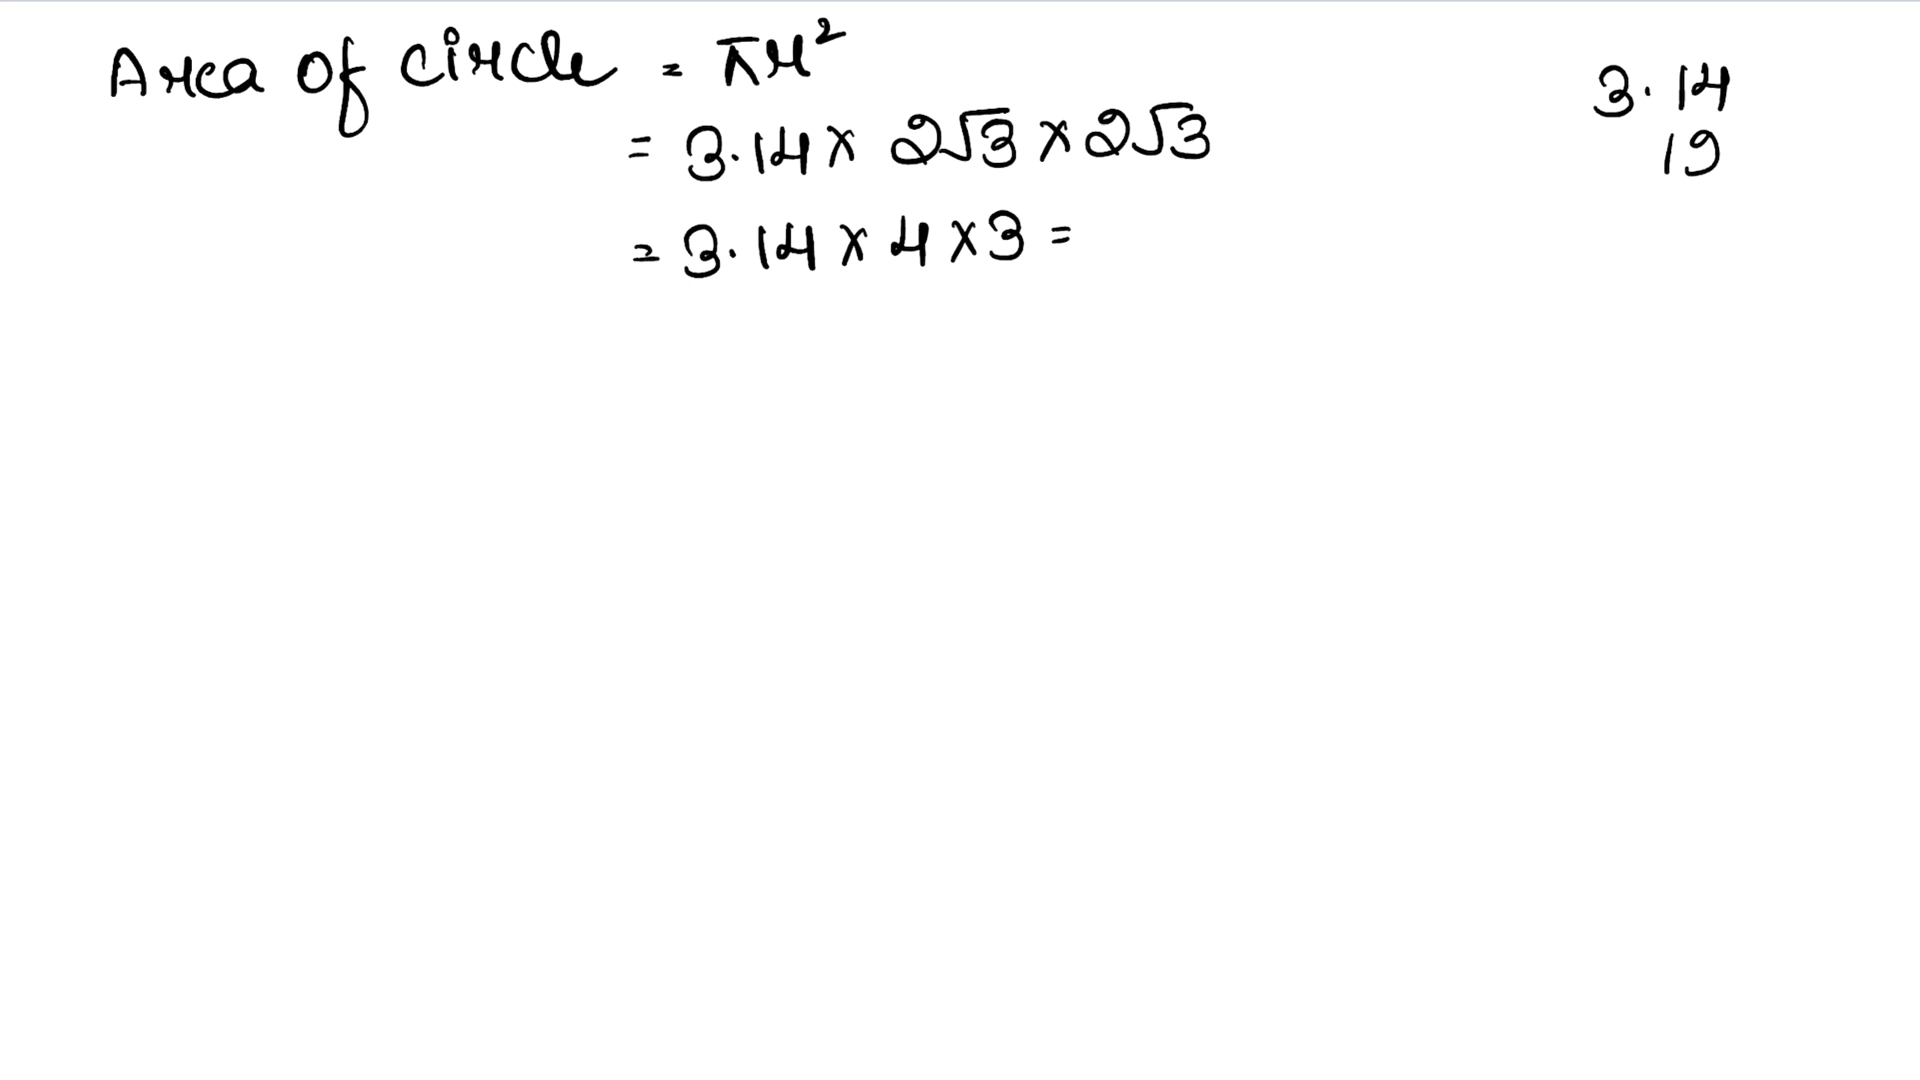 Area of circle = πr²
= 3.14 × 2√3 × 2√3
= 3.14 × 4 × 3 =
3.14
19